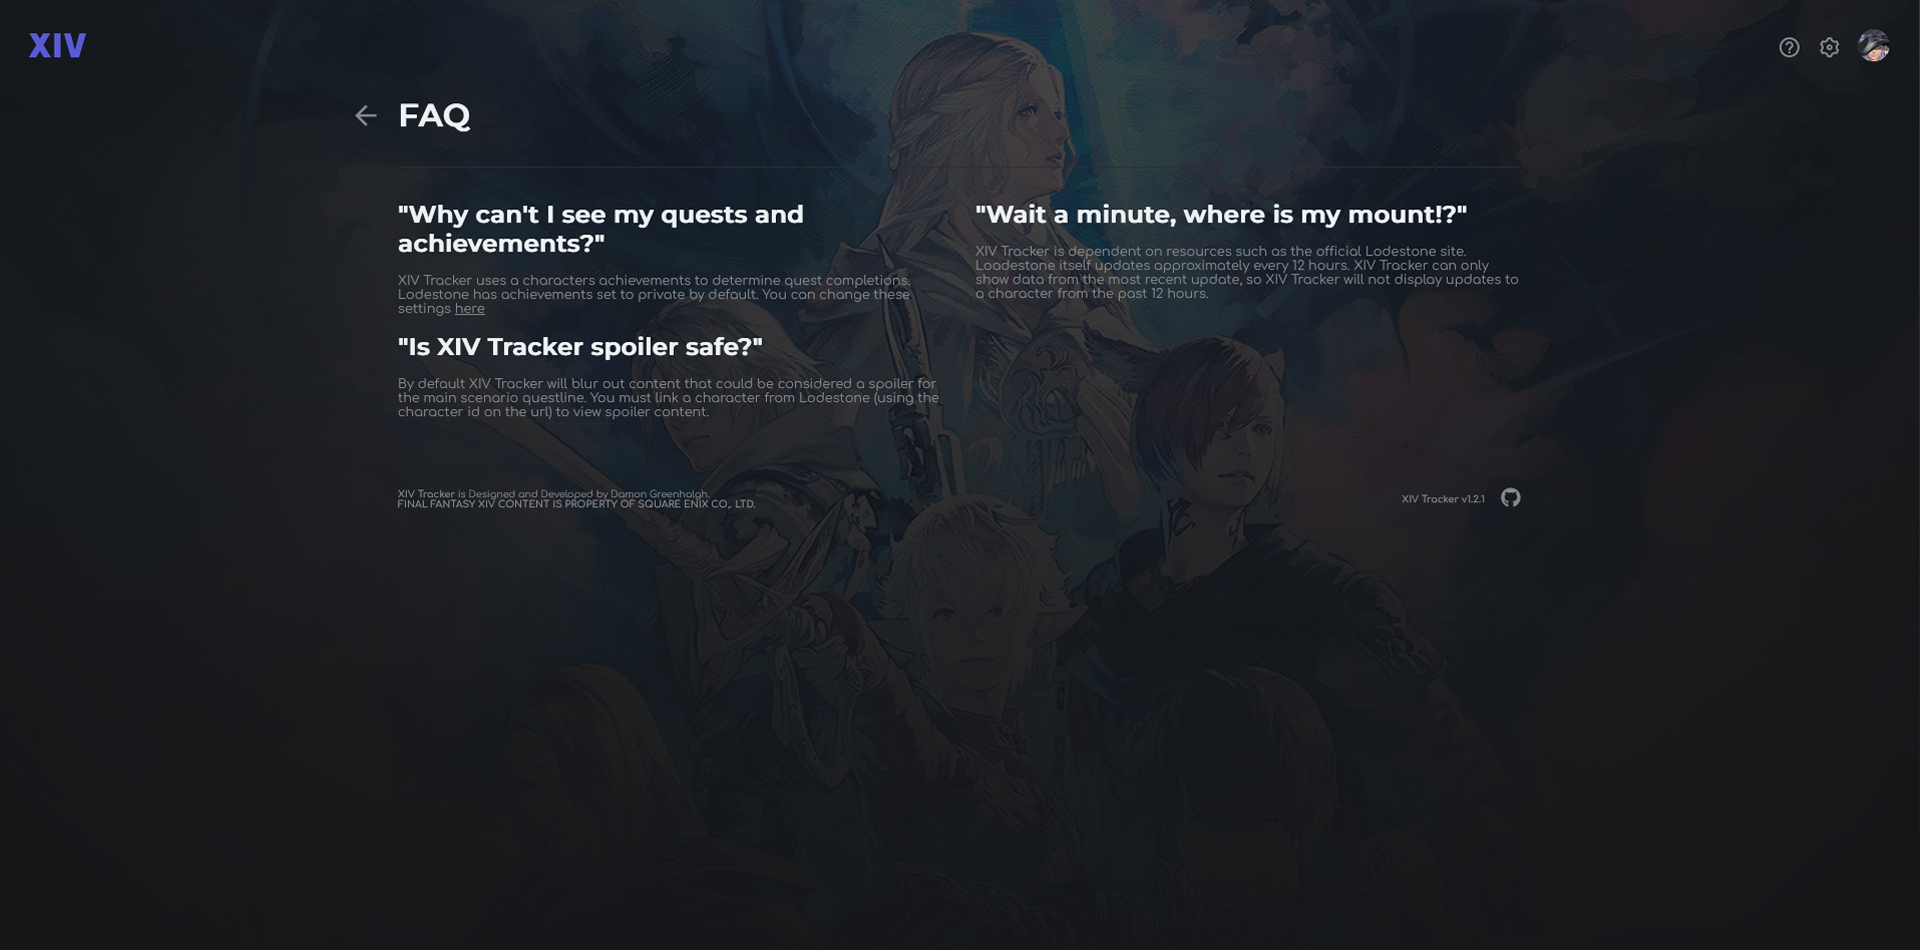 XIV
FAQ
"Why can't I see my quests and
achievements?"
XIV Tracker uses a characters achievements to determine quest completions.
Lodestone has achievements set to private by default. You can change these
settings here
"Is XIV Tracker spoiler safe?"
By default XIV Tracker will blur out content that could be considered a spoiler for
the main scenario questline. You must link a character from Lodestone (using the
character id on the url) to view spoiler content.
"Wait a minute, where is my mount!?"
XIV Tracker is dependent on resources such as the official Lodestone site.
Loadestone itself updates approximately every 12 hours. XIV Tracker can only
show data from the most recent update, so XIV Tracker will not display updates to
a character from the past 12 hours.
XIV Tracker is Designed and Developed by Damon Greenhalgh.
FINAL FANTASY XIV CONTENT IS PROPERTY OF SQUARE ENIX CO,. LTD.
XIV Tracker v1.2.1